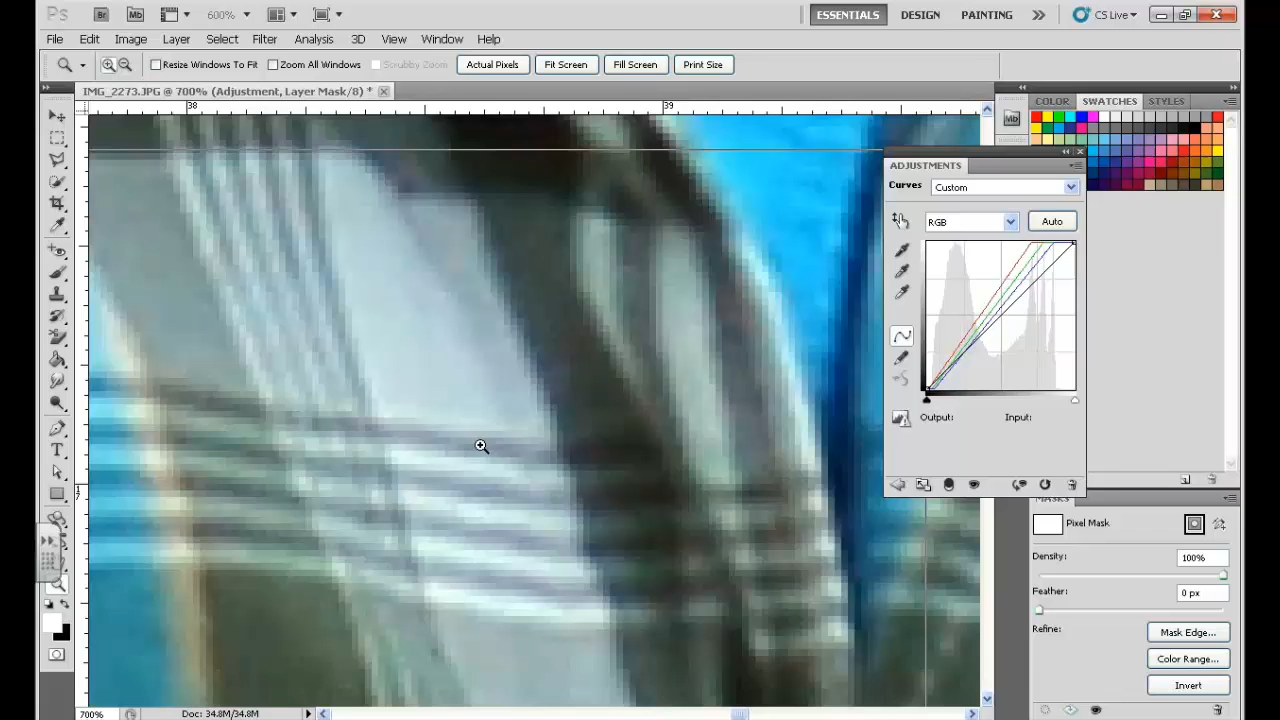 Ps Br Mb 600% ESSENTIALS DESIGN PAINTING CS Live
File Edit Image Layer Select Filter Analysis 3D View Window Help
Resize Windows To Fit Zoom All Windows Scrubby Zoom Actual Pixels Fit Screen Fill Screen Print Size
IMG_2273.JPG @ 700% (Adjustment, Layer Mask/8) *
38 39
COLOR SWATCHES STYLES
Mb
ADJUSTMENTS
Curves Custom
RGB Auto
Output: Input:
MASKS
Pixel Mask
Density: 100%
Feather: 0 px
Refine: Mask Edge...
Color Range...
Invert
700% Doc: 34.8M/34.8M